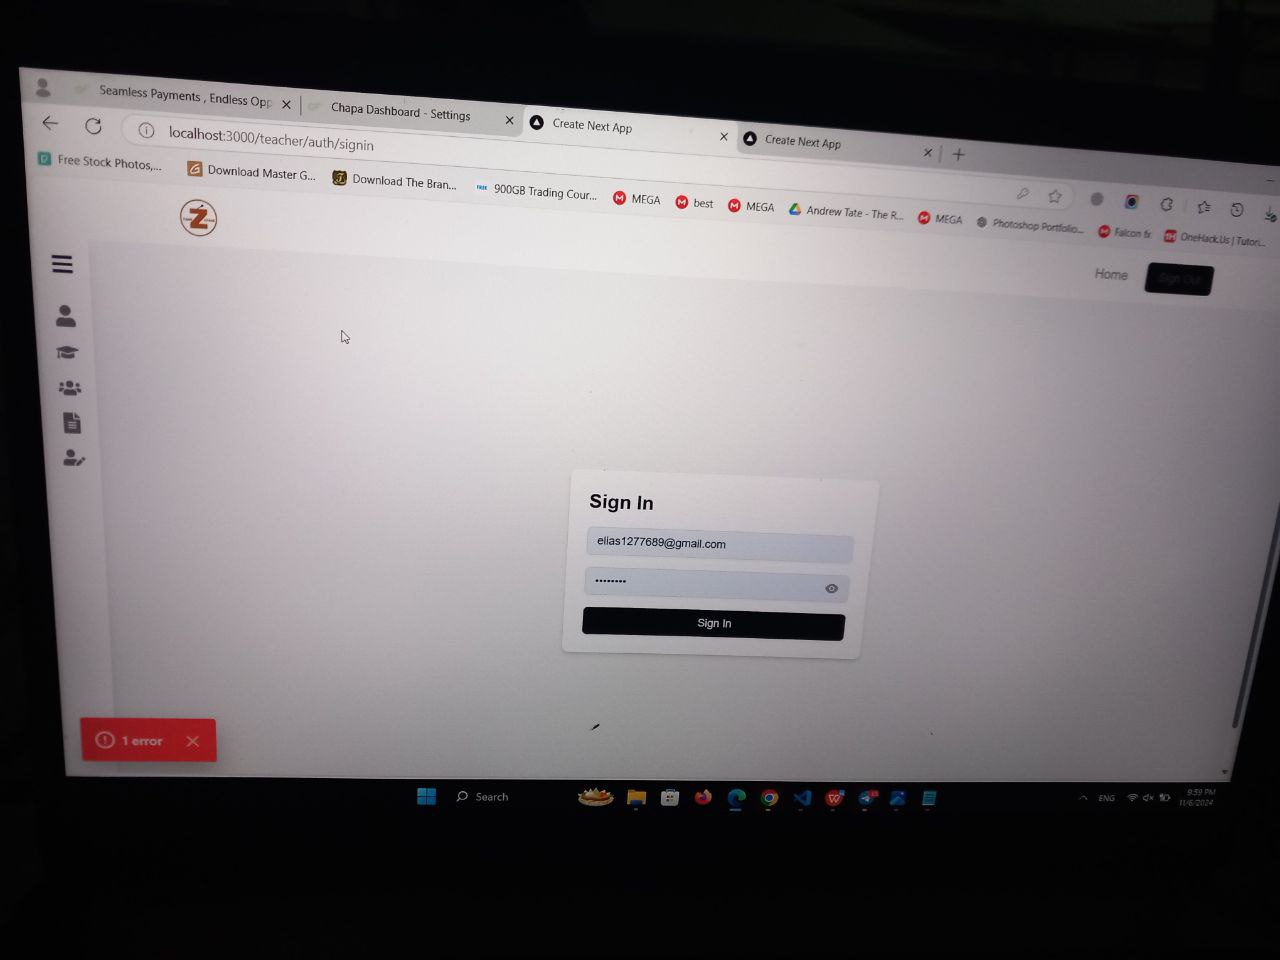 Seamless Payments , Endless Opp
Chapa Dashboard - Settings
Create Next App
Create Next App
localhost:3000/teacher/auth/signin
Free Stock Photos,...
Download Master G...
Download The Bran...
900GB Trading Cour...
MEGA
best
MEGA
Andrew Tate - The R...
MEGA
Photoshop Portfolio...
Falcon fr
OneHack.Us | Tutori...
Home
Sign Out
Sign In
elias1277689@gmail.com
Sign In
1 error
Search
ENG
9:59 PM
11/6/2024